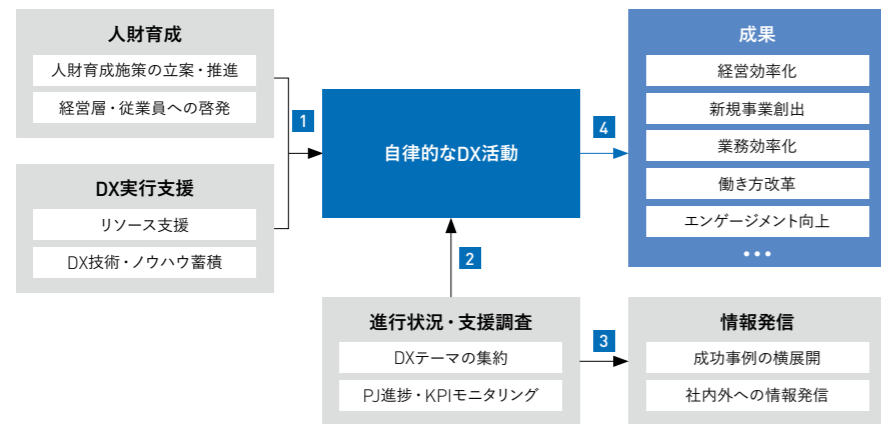 人財育成
人財育成施策の立案・推進
経営層・従業員への啓発
DX実行支援
リソース支援
DX技術・ノウハウ蓄積
1
自律的なDX活動
4
成果
経営効率化
新規事業創出
業務効率化
働き方改革
エンゲージメント向上
•••
2
進行状況・支援調査
DXテーマの集約
PJ進捗・KPIモニタリング
3
情報発信
成功事例の横展開
社内外への情報発信